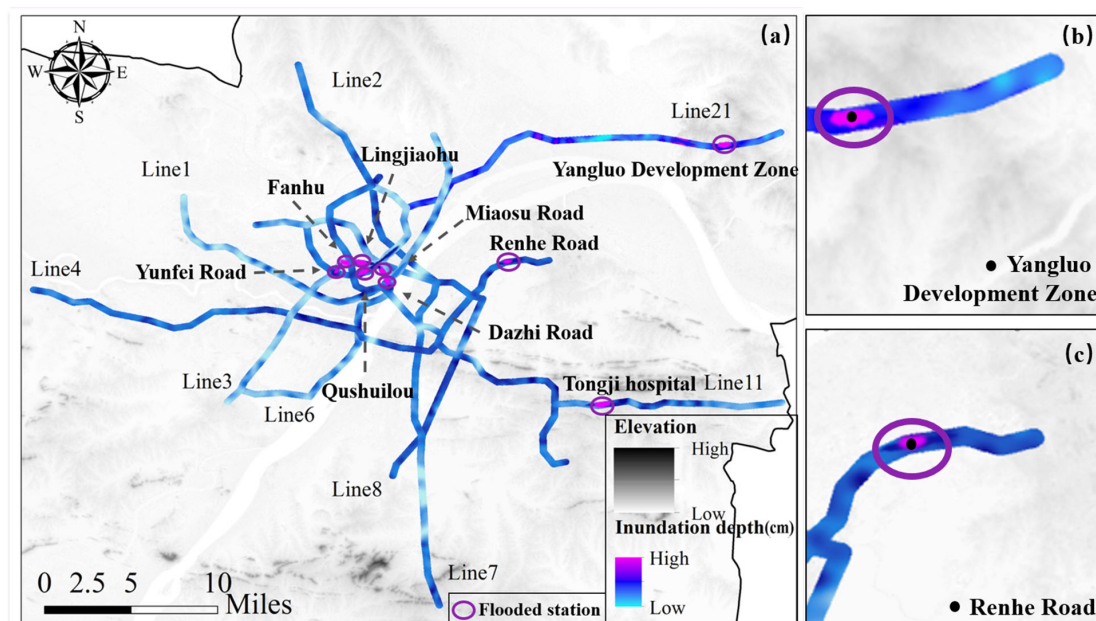 (a)
N
W E
S
Line2
Line21
Lingjiaohu
Yangluo Development Zone
Line1
Fanhu
Miaosu Road
Renhe Road
Yunfei Road
Line4
Dazhi Road
Line3
Qushuilou
Line6
Tongji hospital
Line11
Line8
Line7
Elevation
High
Low
Inundation depth(cm)
High
Low
Flooded station
0 2.5 5 10
Miles
(b)
Yangluo
Development Zone
(c)
Renhe Road